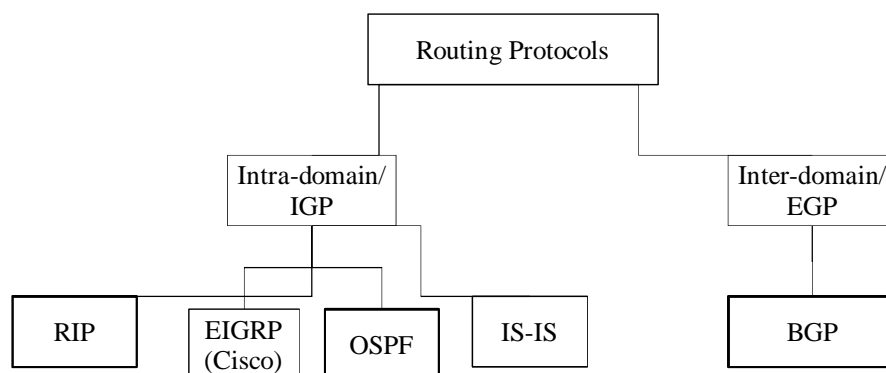 Routing Protocols
Intra-domain/
IGP
Inter-domain/
EGP
RIP
EIGRP
(Cisco)
OSPF
IS-IS
BGP